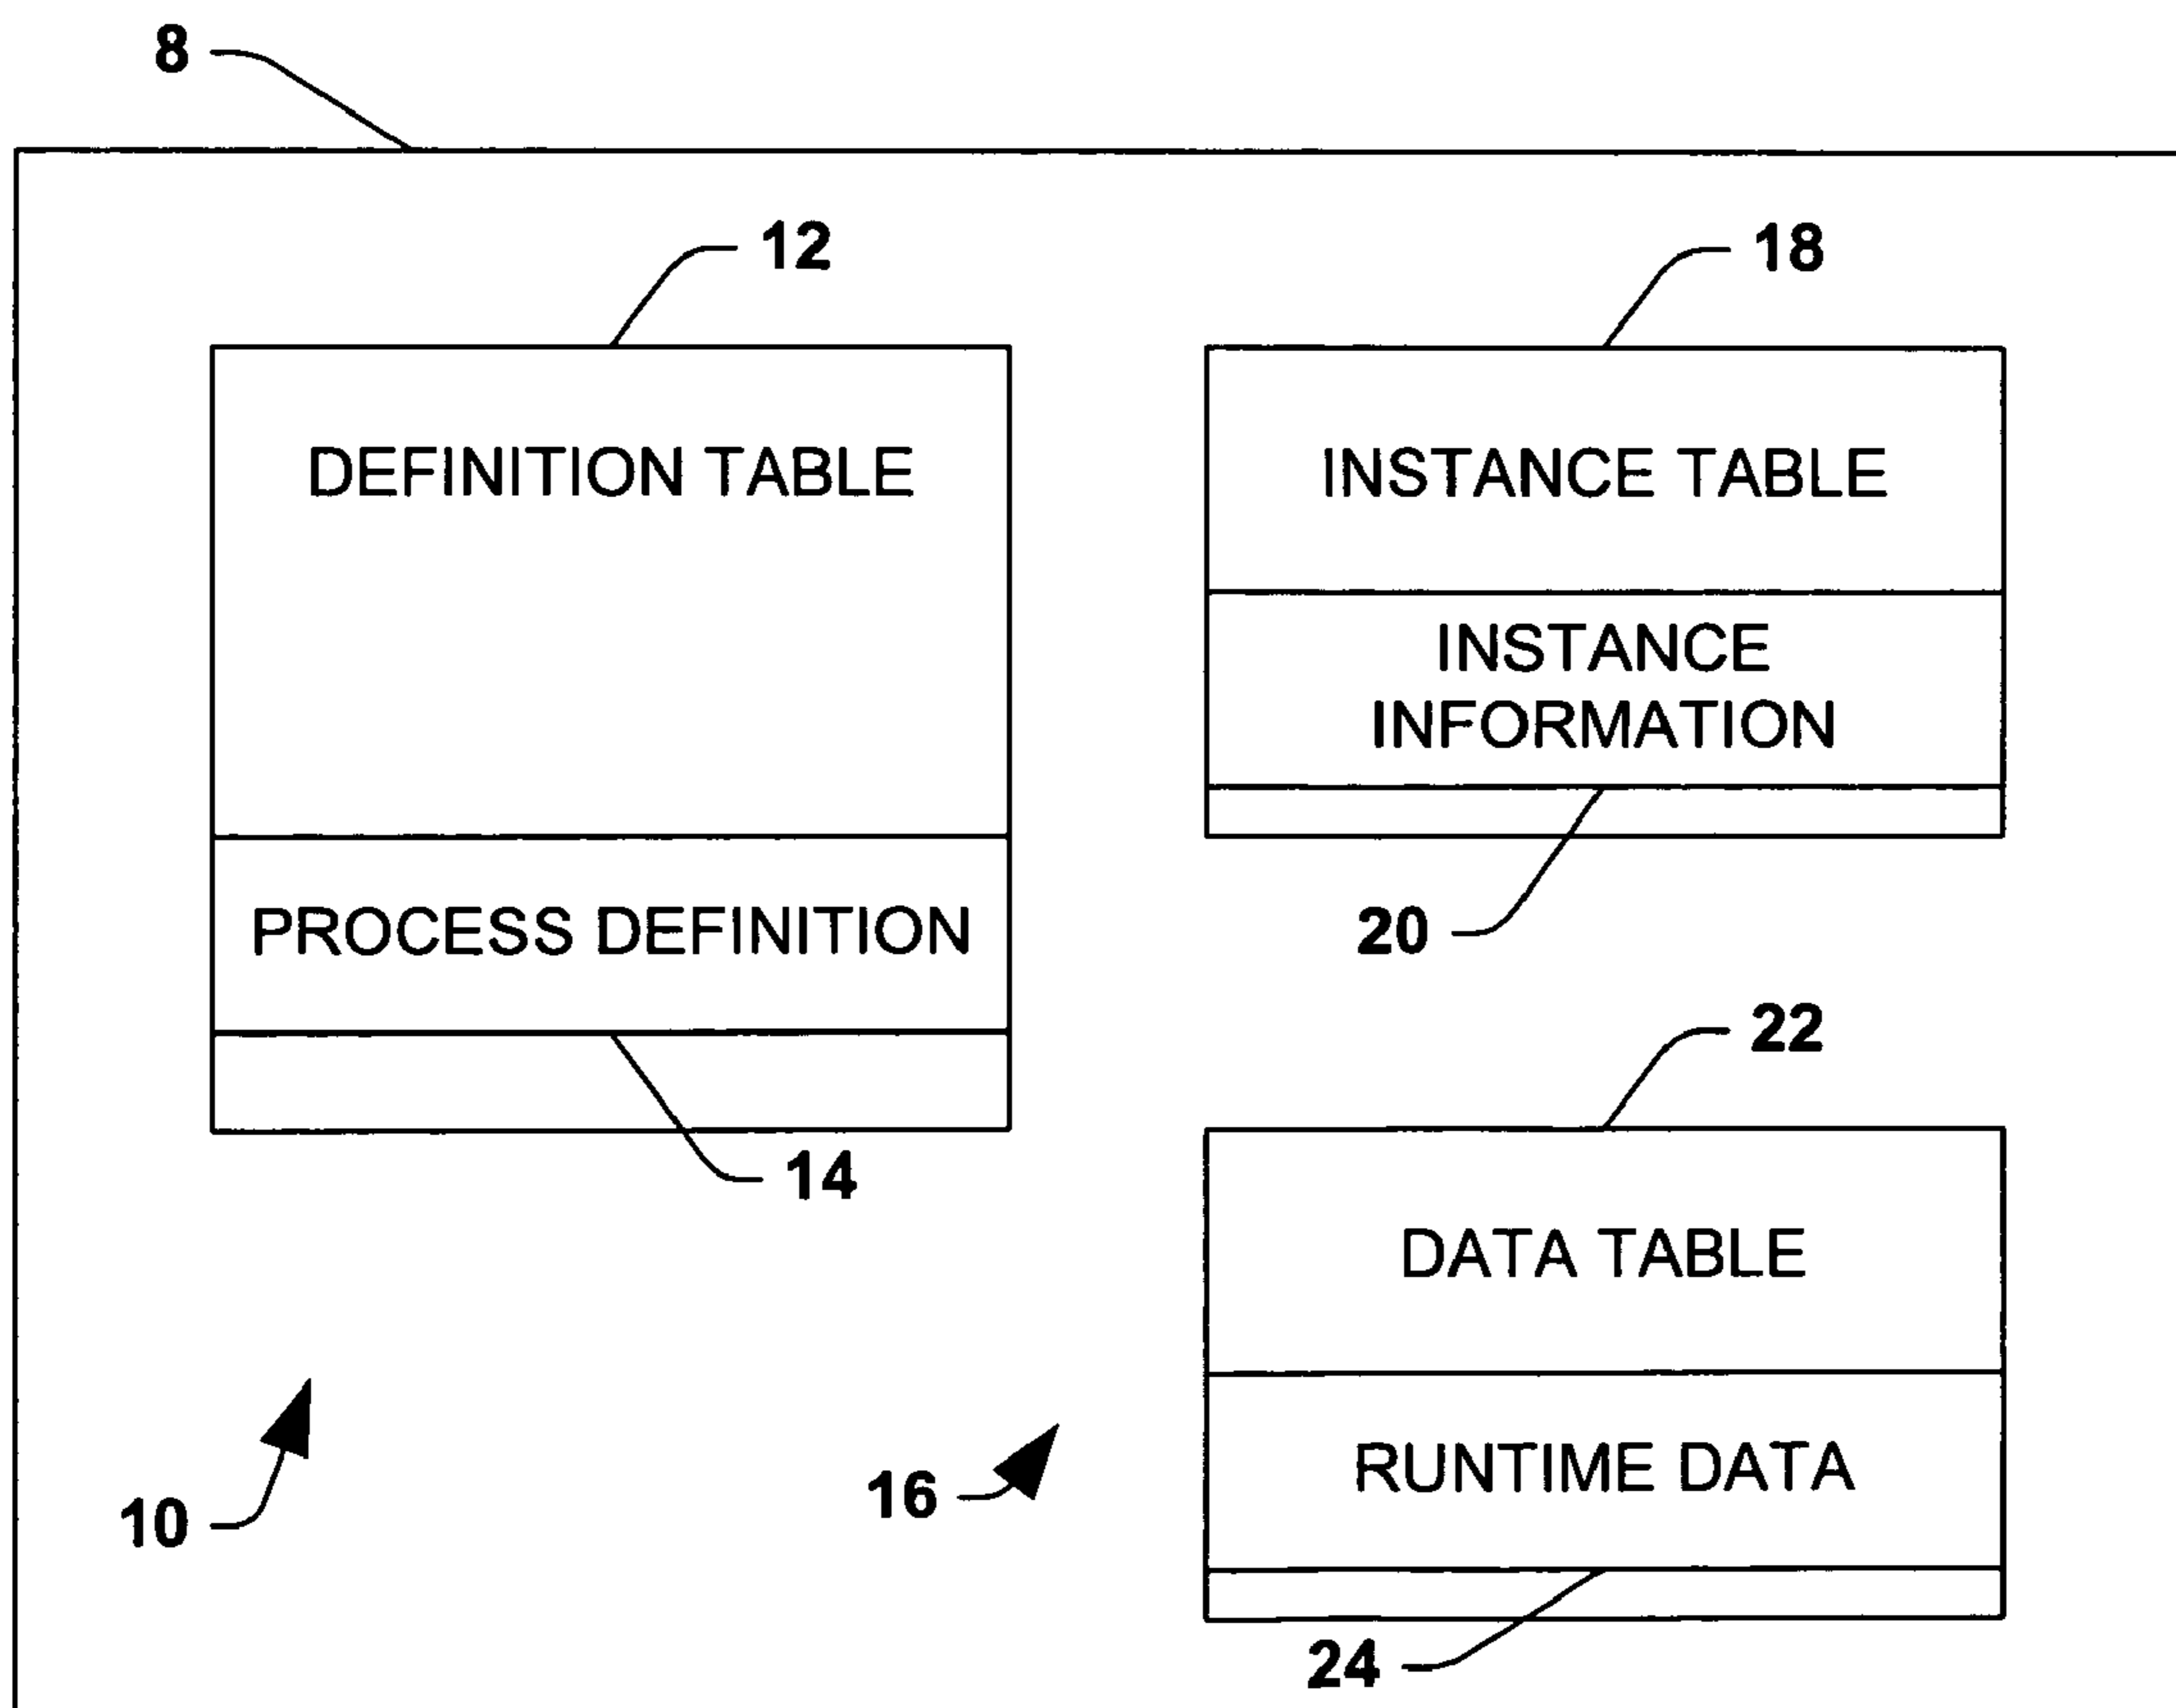 8
12
18
DEFINITION TABLE
INSTANCE TABLE
INSTANCE
INFORMATION
PROCESS DEFINITION
20
22
14
DATA TABLE
RUNTIME DATA
16
10
24